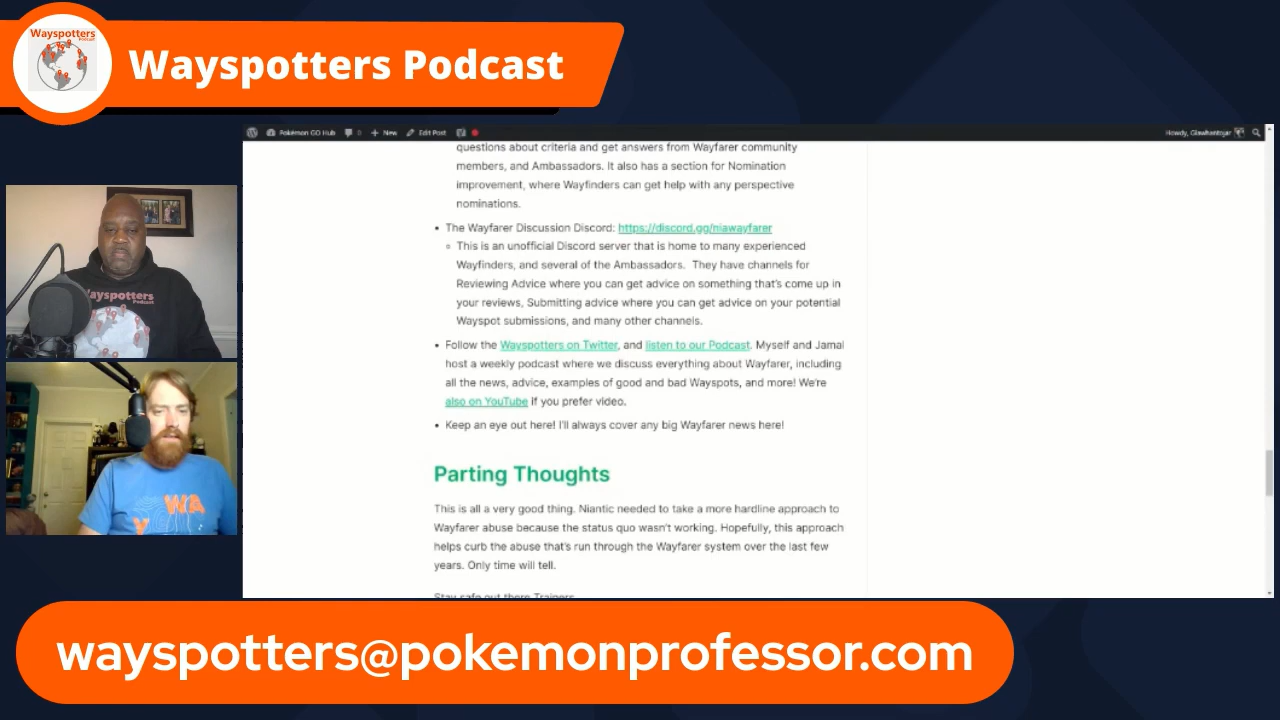 Wayspotters
Podcast
Wayspotters Podcast
Pokémon GO Hub 0 New Edit Post
Howdy, Glawhantojar
questions about criteria and get answers from Wayfarer community
members, and Ambassadors. It also has a section for Nomination
improvement, where Wayfinders can get help with any perspective
nominations.
• The Wayfarer Discussion Discord: https://discord.gg/niawayfarer
This is an unofficial Discord server that is home to many experienced
Wayfinders, and several of the Ambassadors. They have channels for
Reviewing Advice where you can get advice on something that's come up in
your reviews, Submitting advice where you can get advice on your potential
Wayspot submissions, and many other channels.
• Follow the Wayspotters on Twitter, and listen to our Podcast. Myself and Jamal
host a weekly podcast where we discuss everything about Wayfarer, including
all the news, advice, examples of good and bad Wayspots, and more! We're
also on YouTube if you prefer video.
• Keep an eye out here! I'll always cover any big Wayfarer news here!
Parting Thoughts
This is all a very good thing. Niantic needed to take a more hardline approach to
Wayfarer abuse because the status quo wasn't working. Hopefully, this approach
helps curb the abuse that's run through the Wayfarer system over the last few
years. Only time will tell.
Stay safe out there Trainers
Wayspotters
Podcast
WA
Y
wayspotters@pokemonprofessor.com